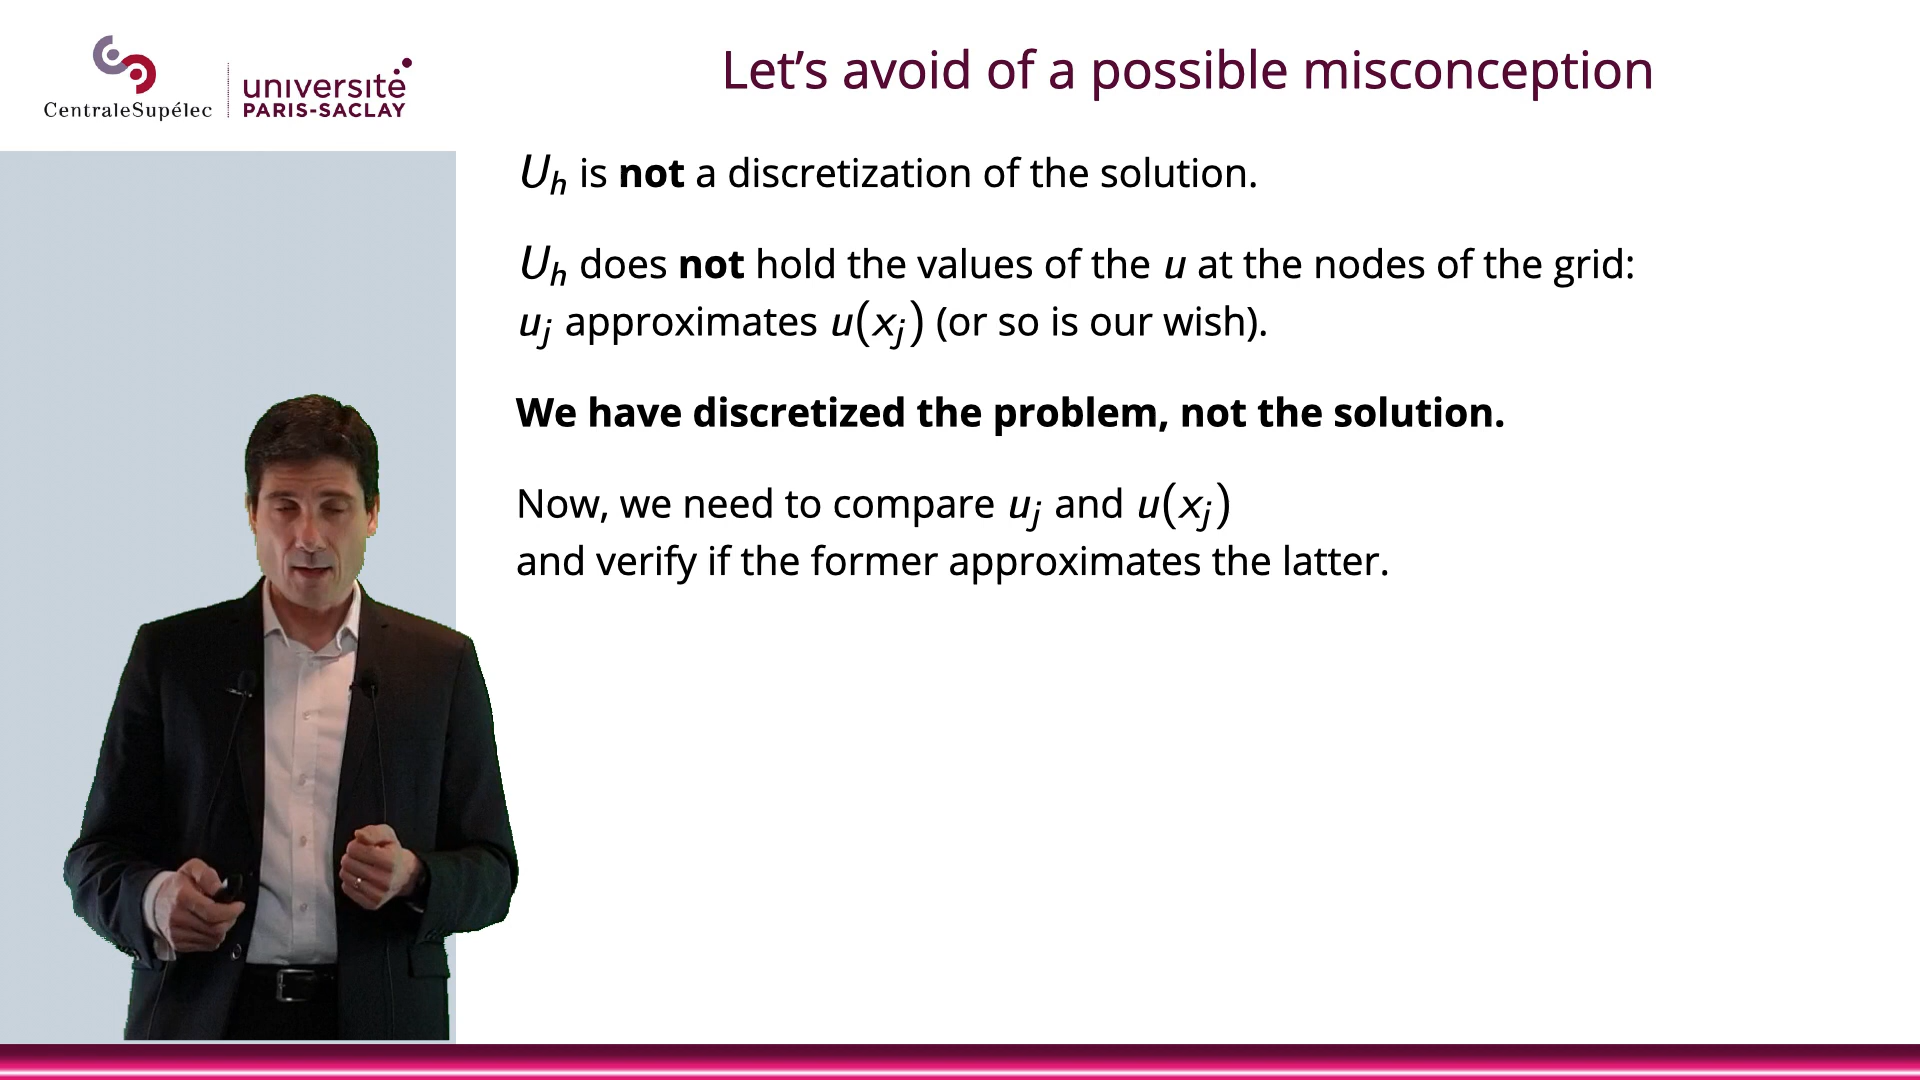 CentraleSupélec
université
PARIS-SACLAY
Let's avoid of a possible misconception
U_h is not a discretization of the solution.
U_h does not hold the values of the u at the nodes of the grid:
u_j approximates u(x_j) (or so is our wish).
We have discretized the problem, not the solution.
Now, we need to compare u_j and u(x_j)
and verify if the former approximates the latter.